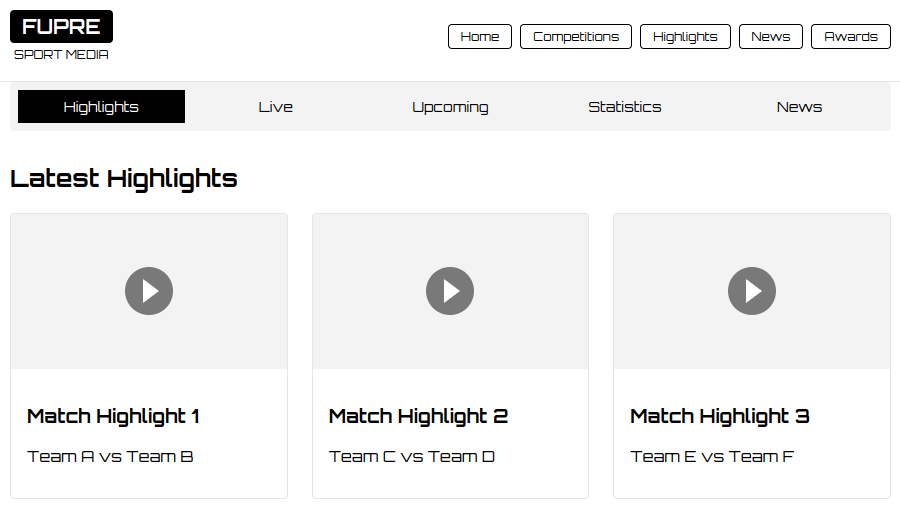 FUPRE
SPORT MEDIA
Home Competitions Highlights News Awards
Highlights Live Upcoming Statistics News
Latest Highlights
Match Highlight 1 Match Highlight 2 Match Highlight 3
Team A vs Team B Team C vs Team D Team E vs Team F